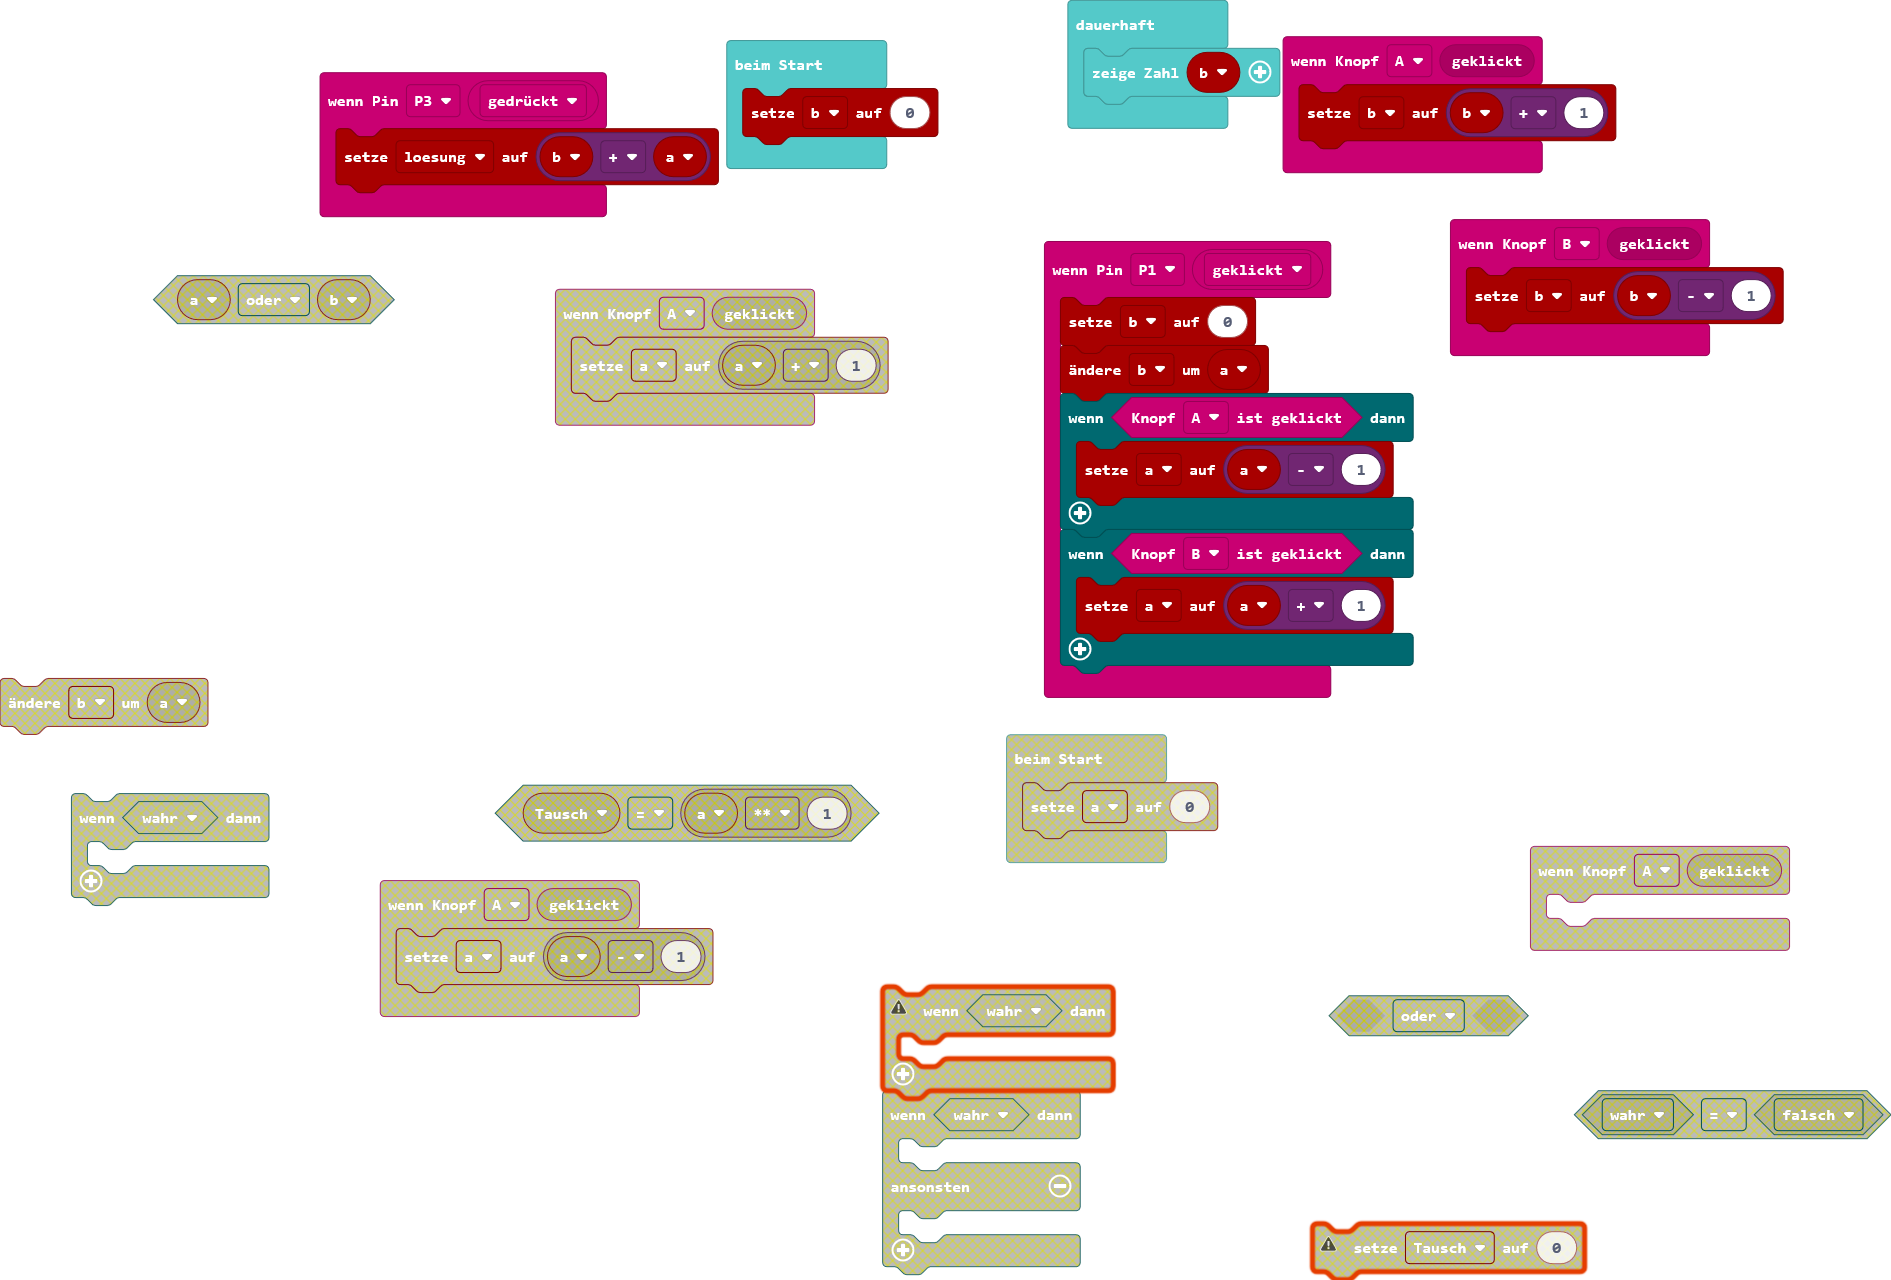 wenn Pin P3 gedrückt
setze loesung auf b + a
beim Start
setze b auf 0
dauerhaft
zeige Zahl b
wenn Knopf A geklickt
setze b auf b + 1
wenn Knopf B geklickt
setze b auf b - 1
wenn Pin P1 geklickt
setze b auf 0
ändere b um a
wenn Knopf A ist geklickt dann
setze a auf a - 1
wenn Knopf B ist geklickt dann
setze a auf a + 1
a oder b
wenn Knopf A geklickt
setze a auf a + 1
ändere b um a
wenn wahr dann
Tausch = a ** 1
wenn Knopf A geklickt
setze a auf a - 1
beim Start
setze a auf 0
wenn Knopf A geklickt
wenn wahr dann
wenn wahr dann
ansonsten
oder
wahr = falsch
setze Tausch auf 0